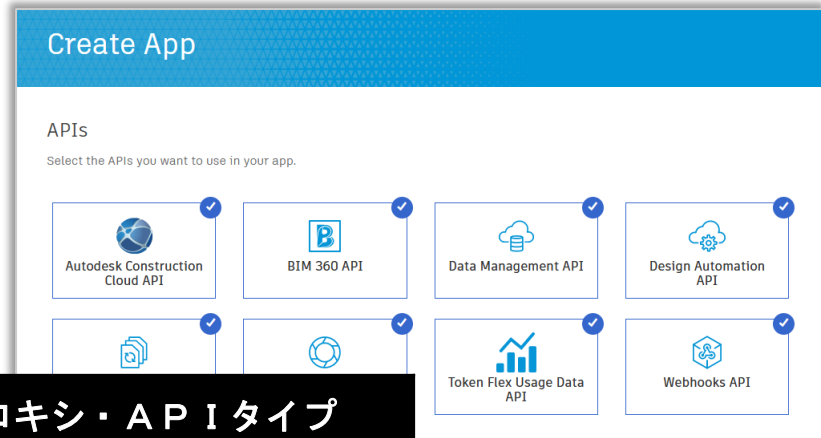 Create App
APIs
Select the APIs you want to use in your app.
Autodesk Construction
Cloud API
BIM 360 API
Data Management API
Design Automation
API
Token Flex Usage Data
API
Webhooks API
キシ・ＡＰＩタイプ